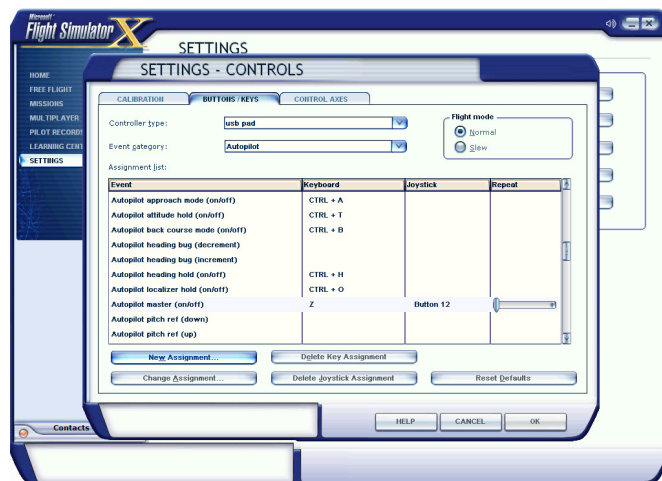 Microsoft
Flight Simulator X
SETTINGS
SETTINGS - CONTROLS
HOME
FREE FLIGHT
MISSIONS
MULTIPLAYER
PILOT RECORDS
LEARNING CENT
SETTINGS
CALIBRATION
BUTTONS / KEYS
CONTROL AXES
Controller type:
usb pad
Event category:
Autopilot
Flight mode
Normal
Slew
Assignment list:
Event Keyboard Joystick Repeat
Autopilot approach mode (on/off) CTRL + A
Autopilot attitude hold (on/off) CTRL + T
Autopilot back course mode (on/off) CTRL + B
Autopilot heading bug (decrement)
Autopilot heading bug (increment)
Autopilot heading hold (on/off) CTRL + H
Autopilot localizer hold (on/off) CTRL + O
Autopilot master (on/off) Z Button 12
Autopilot pitch ref (down)
Autopilot pitch ref (up)
New Assignment...
Delete Key Assignment
Change Assignment...
Delete Joystick Assignment
Reset Defaults
HELP
CANCEL
OK
Contacts